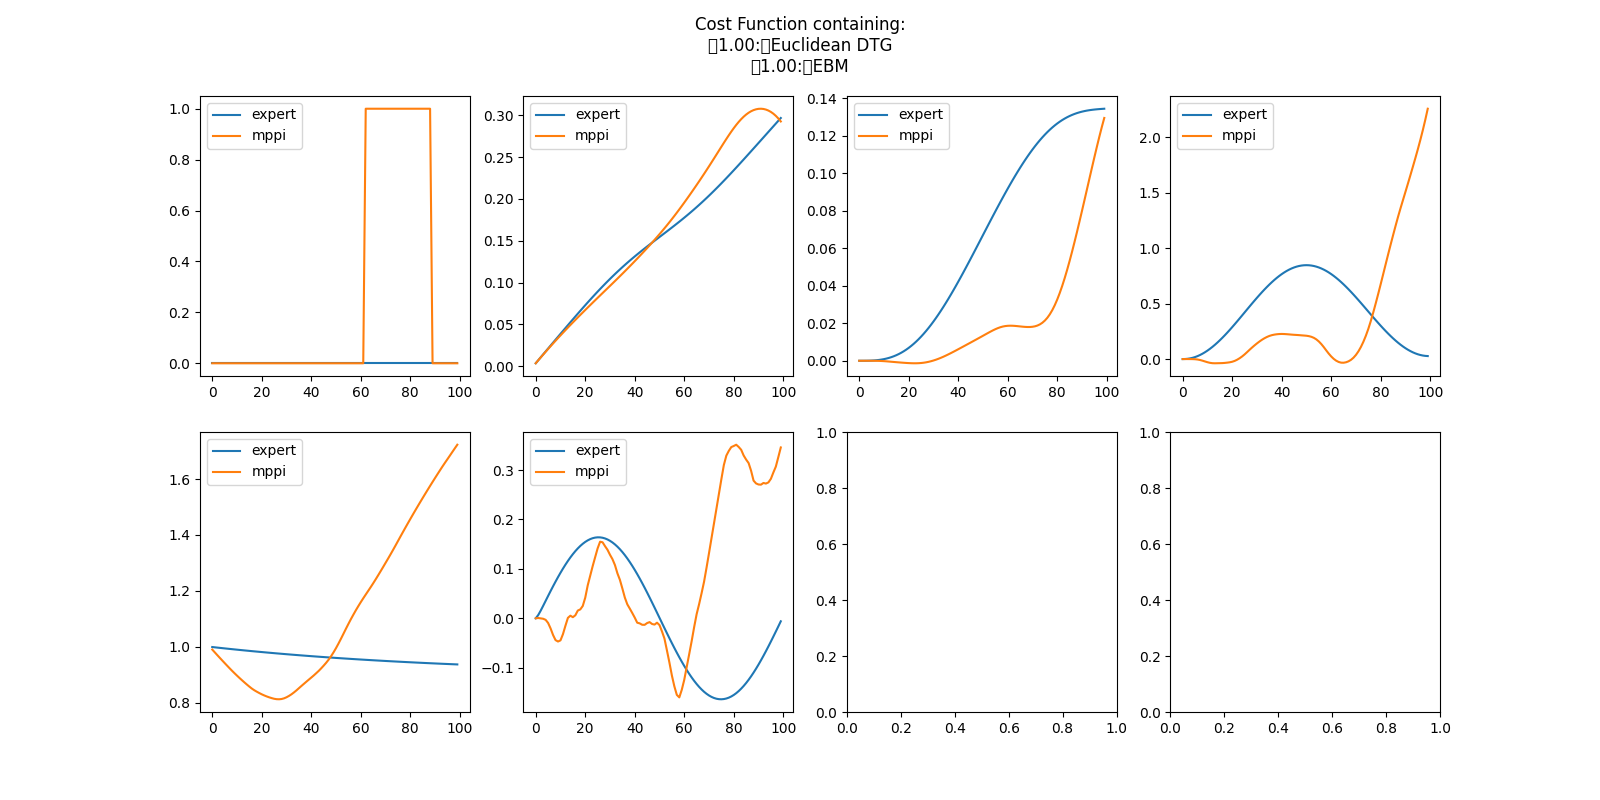 Cost Function containing:
1.00:Euclidean DTG
1.00:EBM
expert
mppi
1.0
0.8
0.6
0.4
0.2
0.0
0 20 40 60 80 100
expert
mppi
0.30
0.25
0.20
0.15
0.10
0.05
0.00
0 20 40 60 80 100
expert
mppi
0.14
0.12
0.10
0.08
0.06
0.04
0.02
0.00
0 20 40 60 80 100
expert
mppi
2.0
1.5
1.0
0.5
0.0
0 20 40 60 80 100
expert
mppi
1.6
1.4
1.2
1.0
0.8
0 20 40 60 80 100
expert
mppi
0.3
0.2
0.1
0.0
−0.1
0 20 40 60 80 100
1.0
0.8
0.6
0.4
0.2
0.0
0.0 0.2 0.4 0.6 0.8 1.0
1.0
0.8
0.6
0.4
0.2
0.0
0.0 0.2 0.4 0.6 0.8 1.0